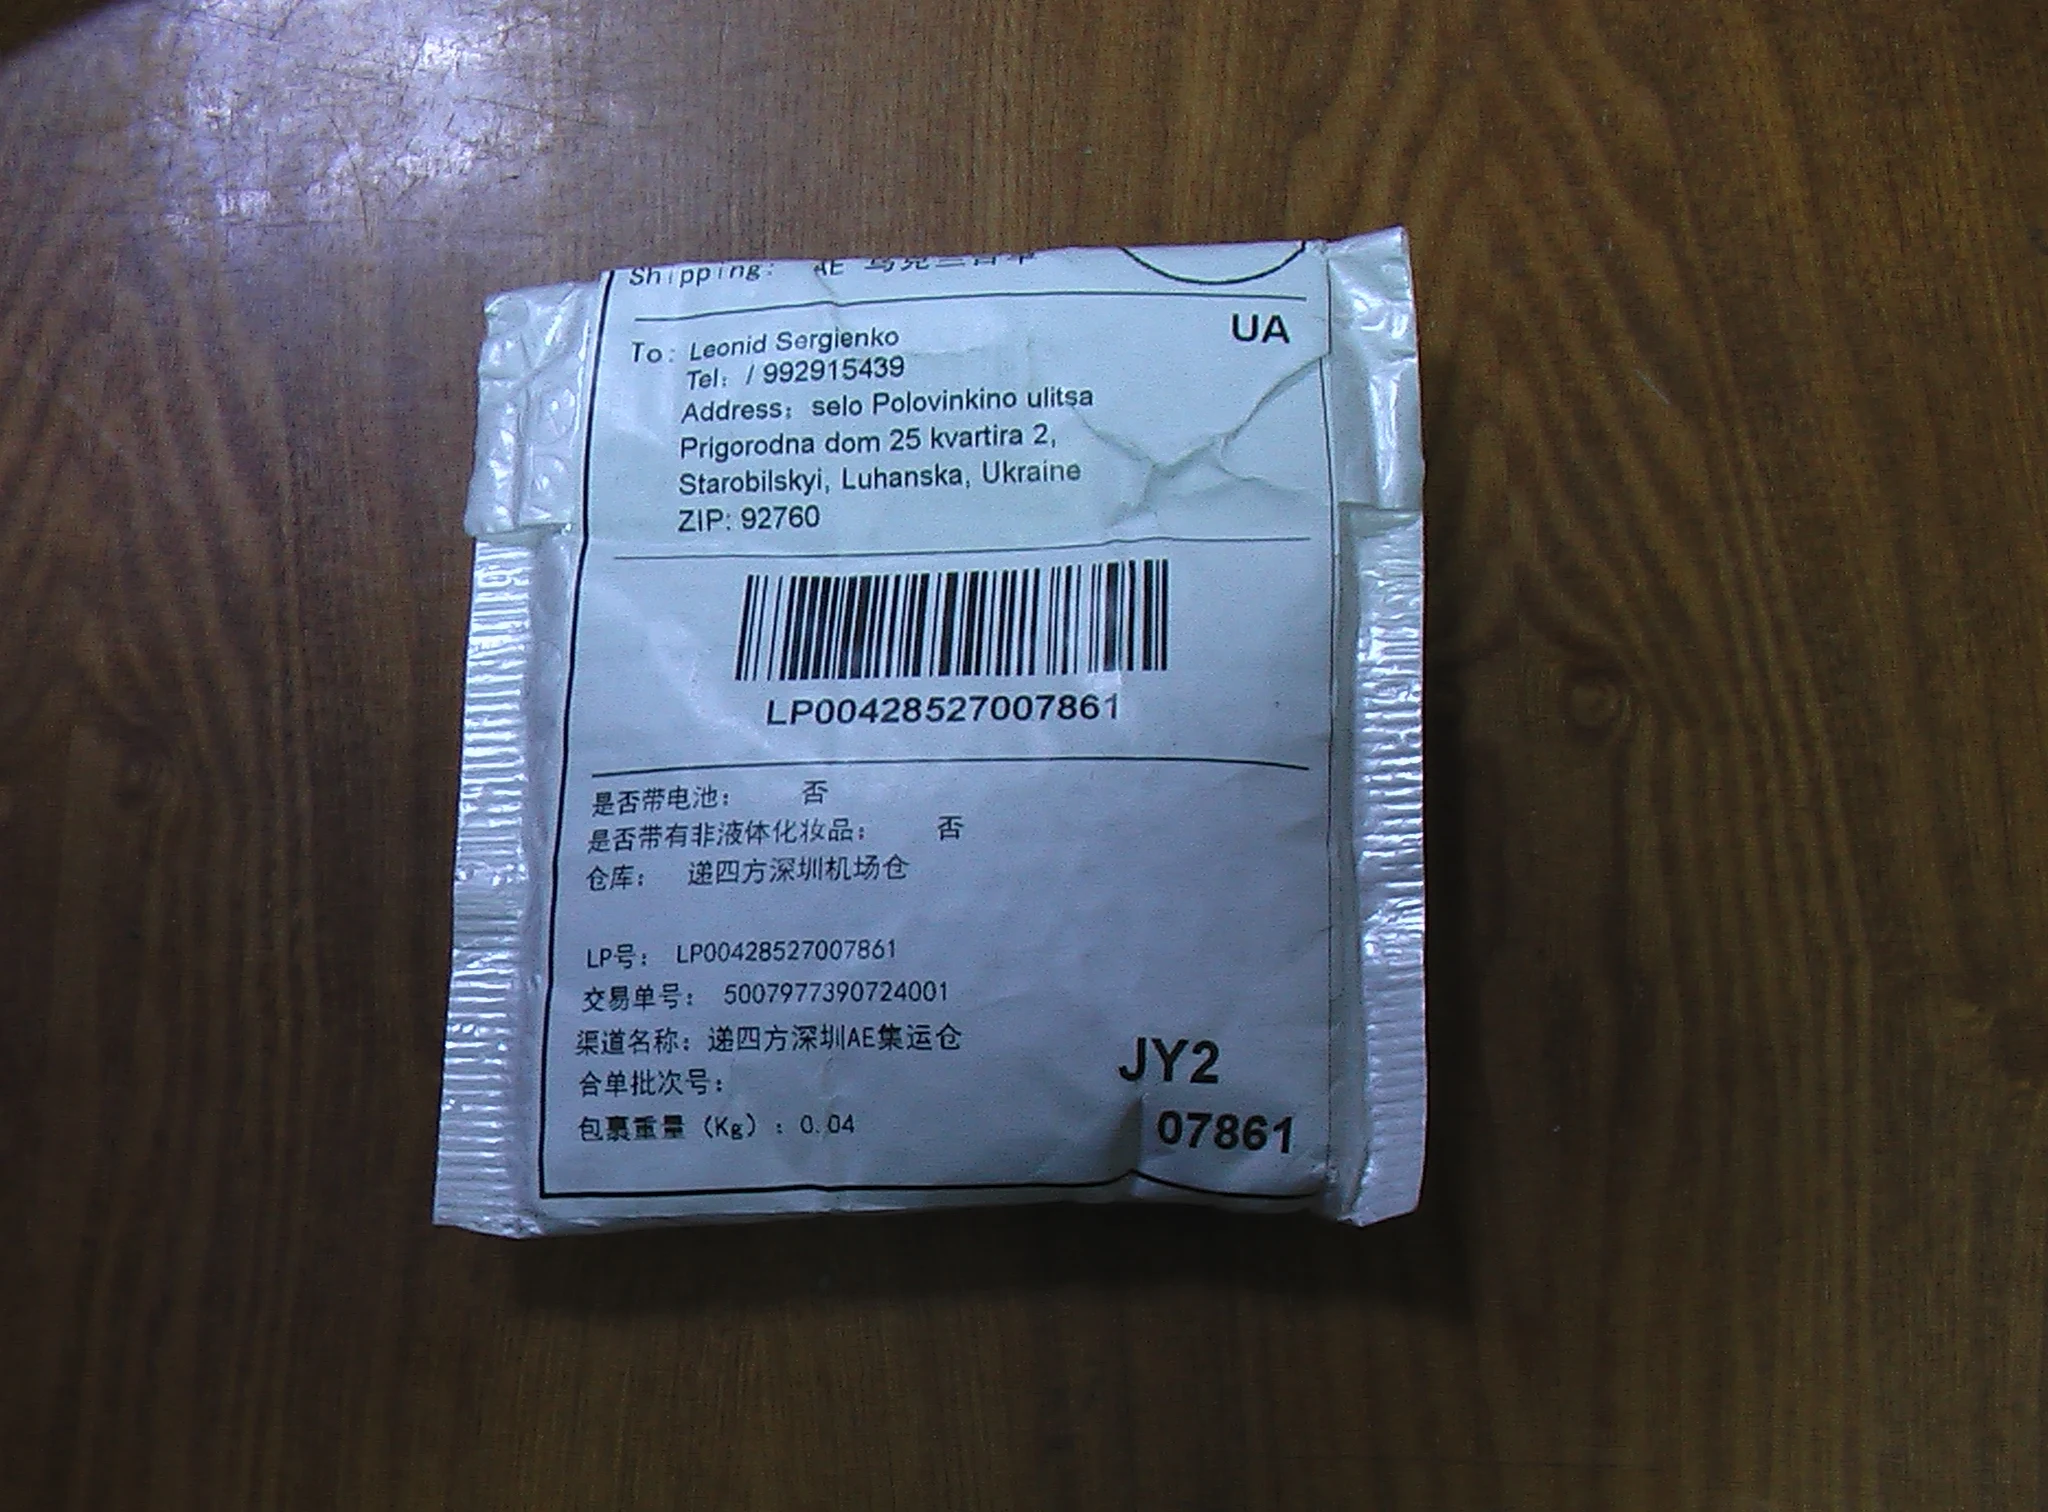 Shipping: AE
UA
To: Leonid Sergienko
Tel: / 992915439
Address: selo Polovinkino ulitsa
Prigorodna dom 25 kvartira 2,
Starobilskyi, Luhanska, Ukraine
ZIP: 92760
LP00428527007861
是否带电池: 否
是否带有非液体化妆品: 否
仓库: 递四方深圳机场仓
LP号: LP00428527007861
交易单号: 5007977390724001
渠道名称: 递四方深圳AE集运仓
合单批次号:
包裹重量 (Kg) : 0.04
JY2
07861